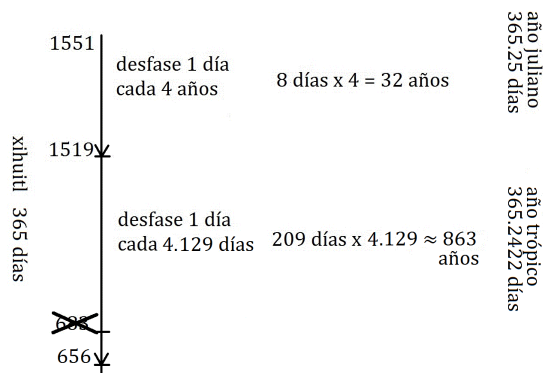 1551
desfase 1 día
cada 4 años
8 días x 4 = 32 años
año juliano
365.25 días
1519
xihuitl 365 días
desfase 1 día
cada 4.129 días
209 días x 4.129 ≈ 863
años
año trópico
365.2422 días
688
656